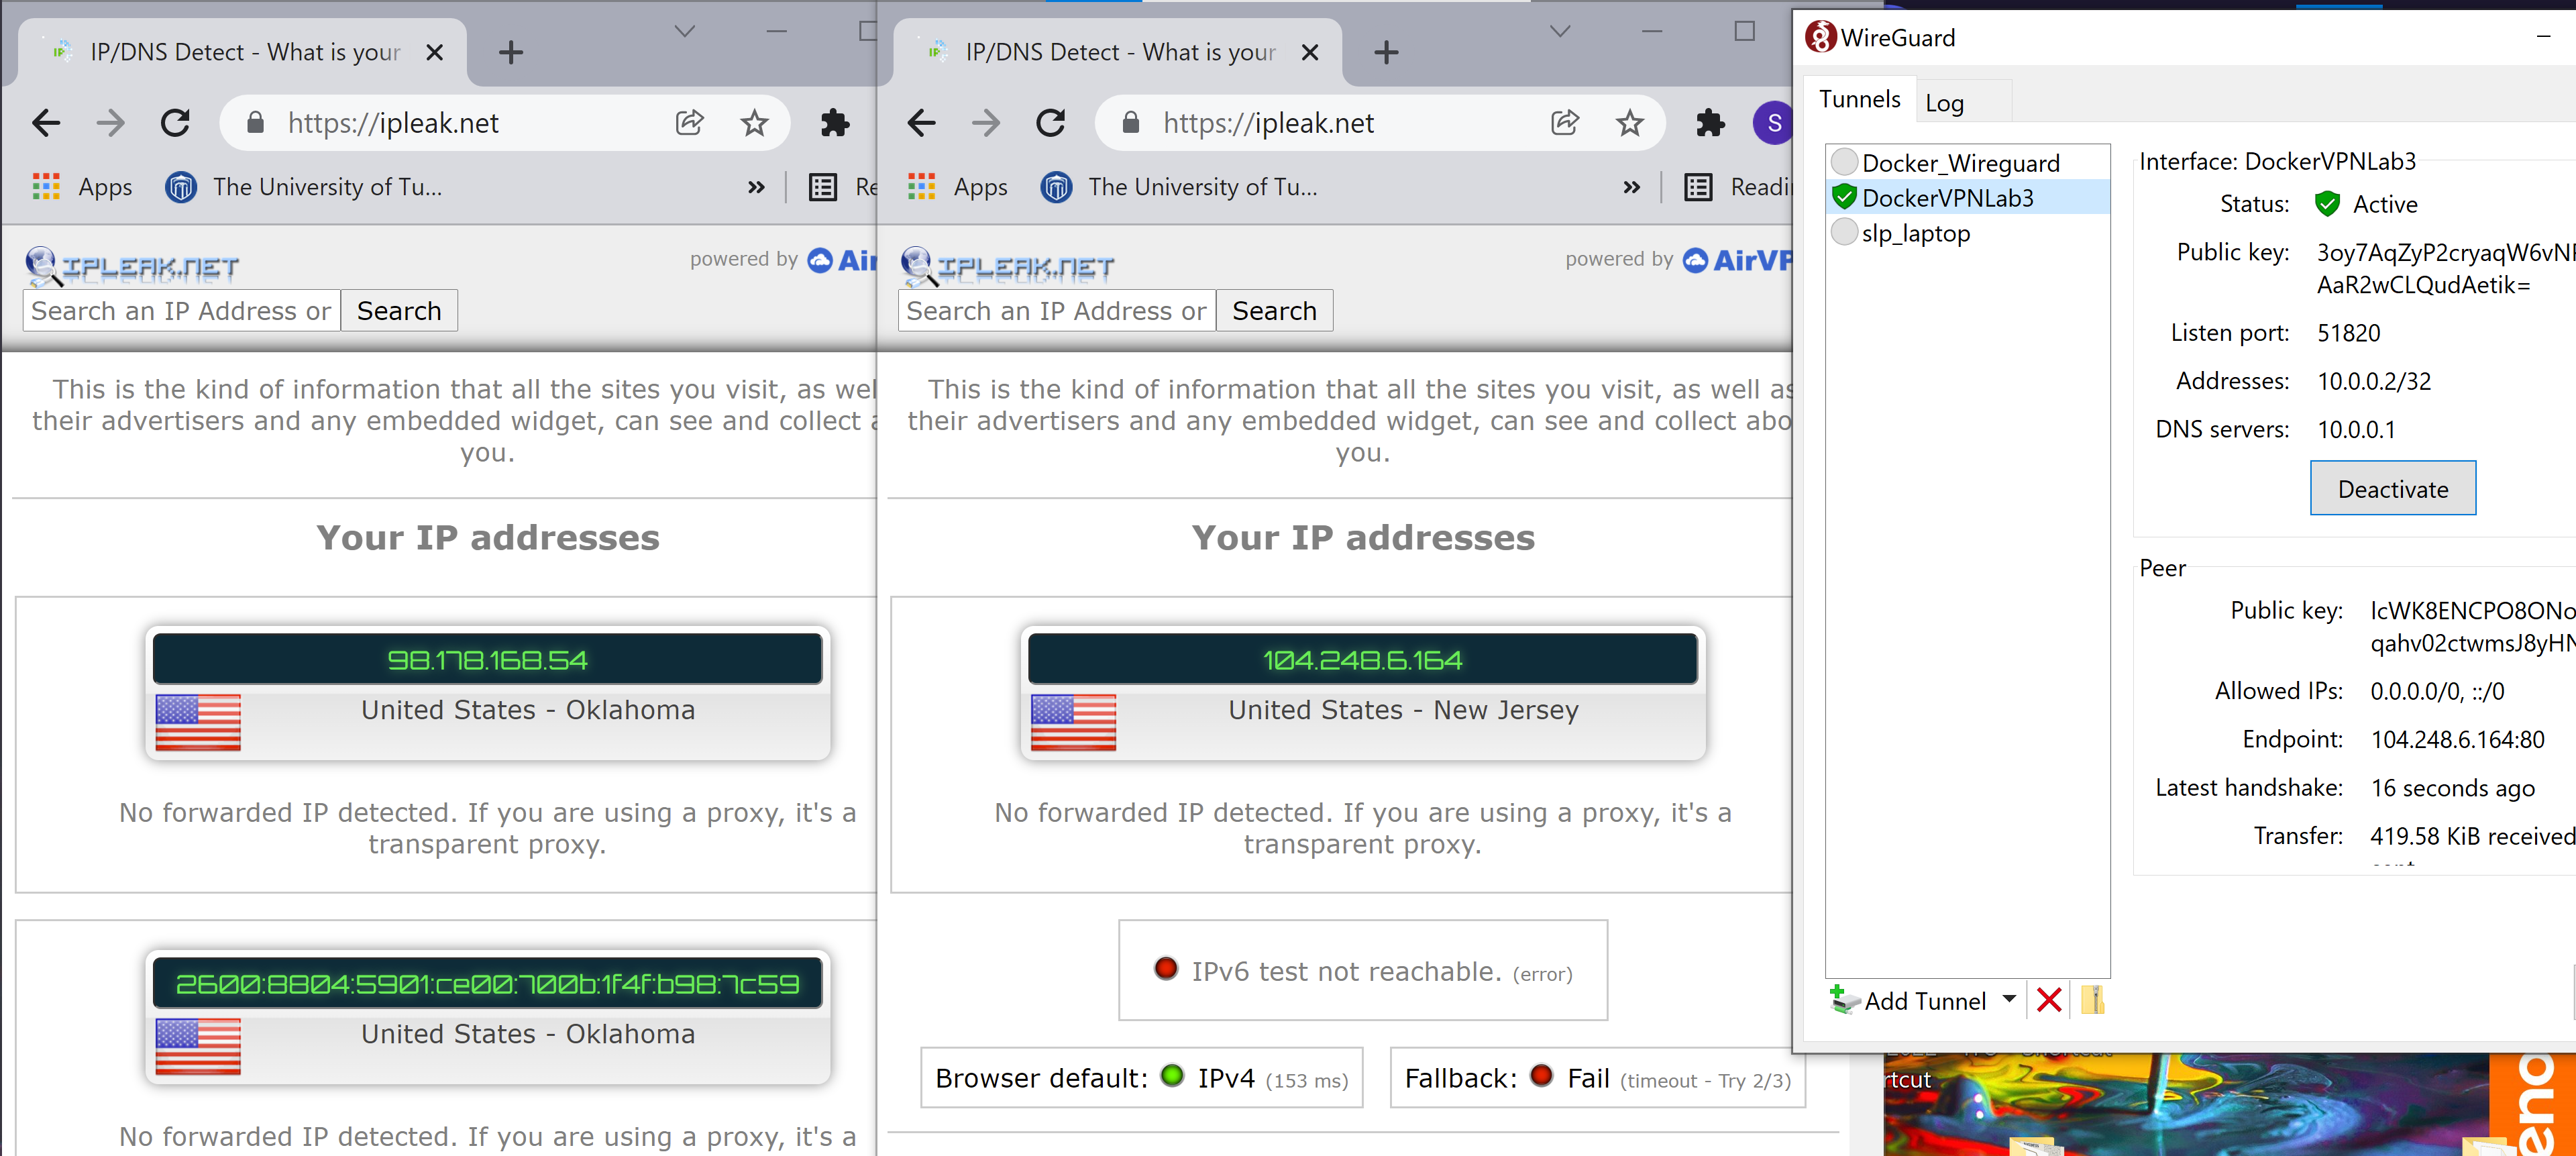 IP/DNS Detect - What is your
https://ipleak.net
Apps
The University of Tu...
»
Re
IPLEAK.NET
powered by Air
Search an IP Address or
Search
This is the kind of information that all the sites you visit, as wel
their advertisers and any embedded widget, can see and collect a
you.
Your IP addresses
98.178.168.54
United States - Oklahoma
No forwarded IP detected. If you are using a proxy, it's a
transparent proxy.
2600:8804:5901:ce00:700b:1f4f:b98:7c59
United States - Oklahoma
No forwarded IP detected. If you are using a proxy, it's a
IP/DNS Detect - What is your
https://ipleak.net
S
Apps
The University of Tu...
»
Readi
IPLEAK.NET
powered by AirVP
Search an IP Address or
Search
This is the kind of information that all the sites you visit, as well as
their advertisers and any embedded widget, can see and collect abo
you.
Your IP addresses
104.248.6.164
United States - New Jersey
No forwarded IP detected. If you are using a proxy, it's a
transparent proxy.
IPv6 test not reachable. (error)
Browser default: IPv4 (153 ms)
Fallback: Fail (timeout - Try 2/3)
WireGuard
Tunnels
Log
Docker_Wireguard
DockerVPNLab3
slp_laptop
Add Tunnel
Interface: DockerVPNLab3
Status: Active
Public key: 3oy7AqZyP2cryaqW6vN
AaR2wCLQudAetik=
Listen port: 51820
Addresses: 10.0.0.2/32
DNS servers: 10.0.0.1
Deactivate
Peer
Public key: lcWK8ENCPO8ONo
qahv02ctwmsJ8yHN
Allowed IPs: 0.0.0.0/0, ::/0
Endpoint: 104.248.6.164:80
Latest handshake: 16 seconds ago
Transfer: 419.58 KiB received
rtcut
eno